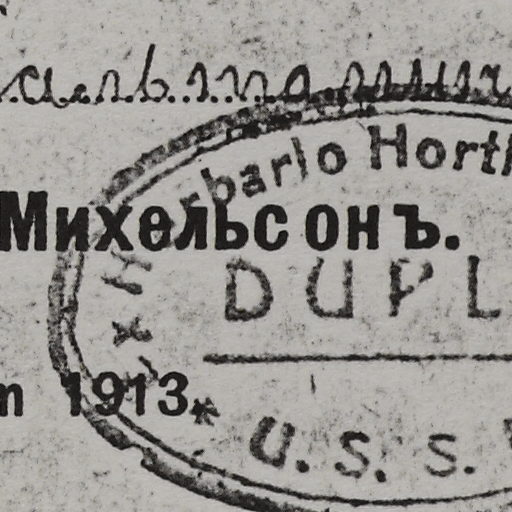 Михельсонъ.
Herbario Horti
DUPL
1913
U. S. S.